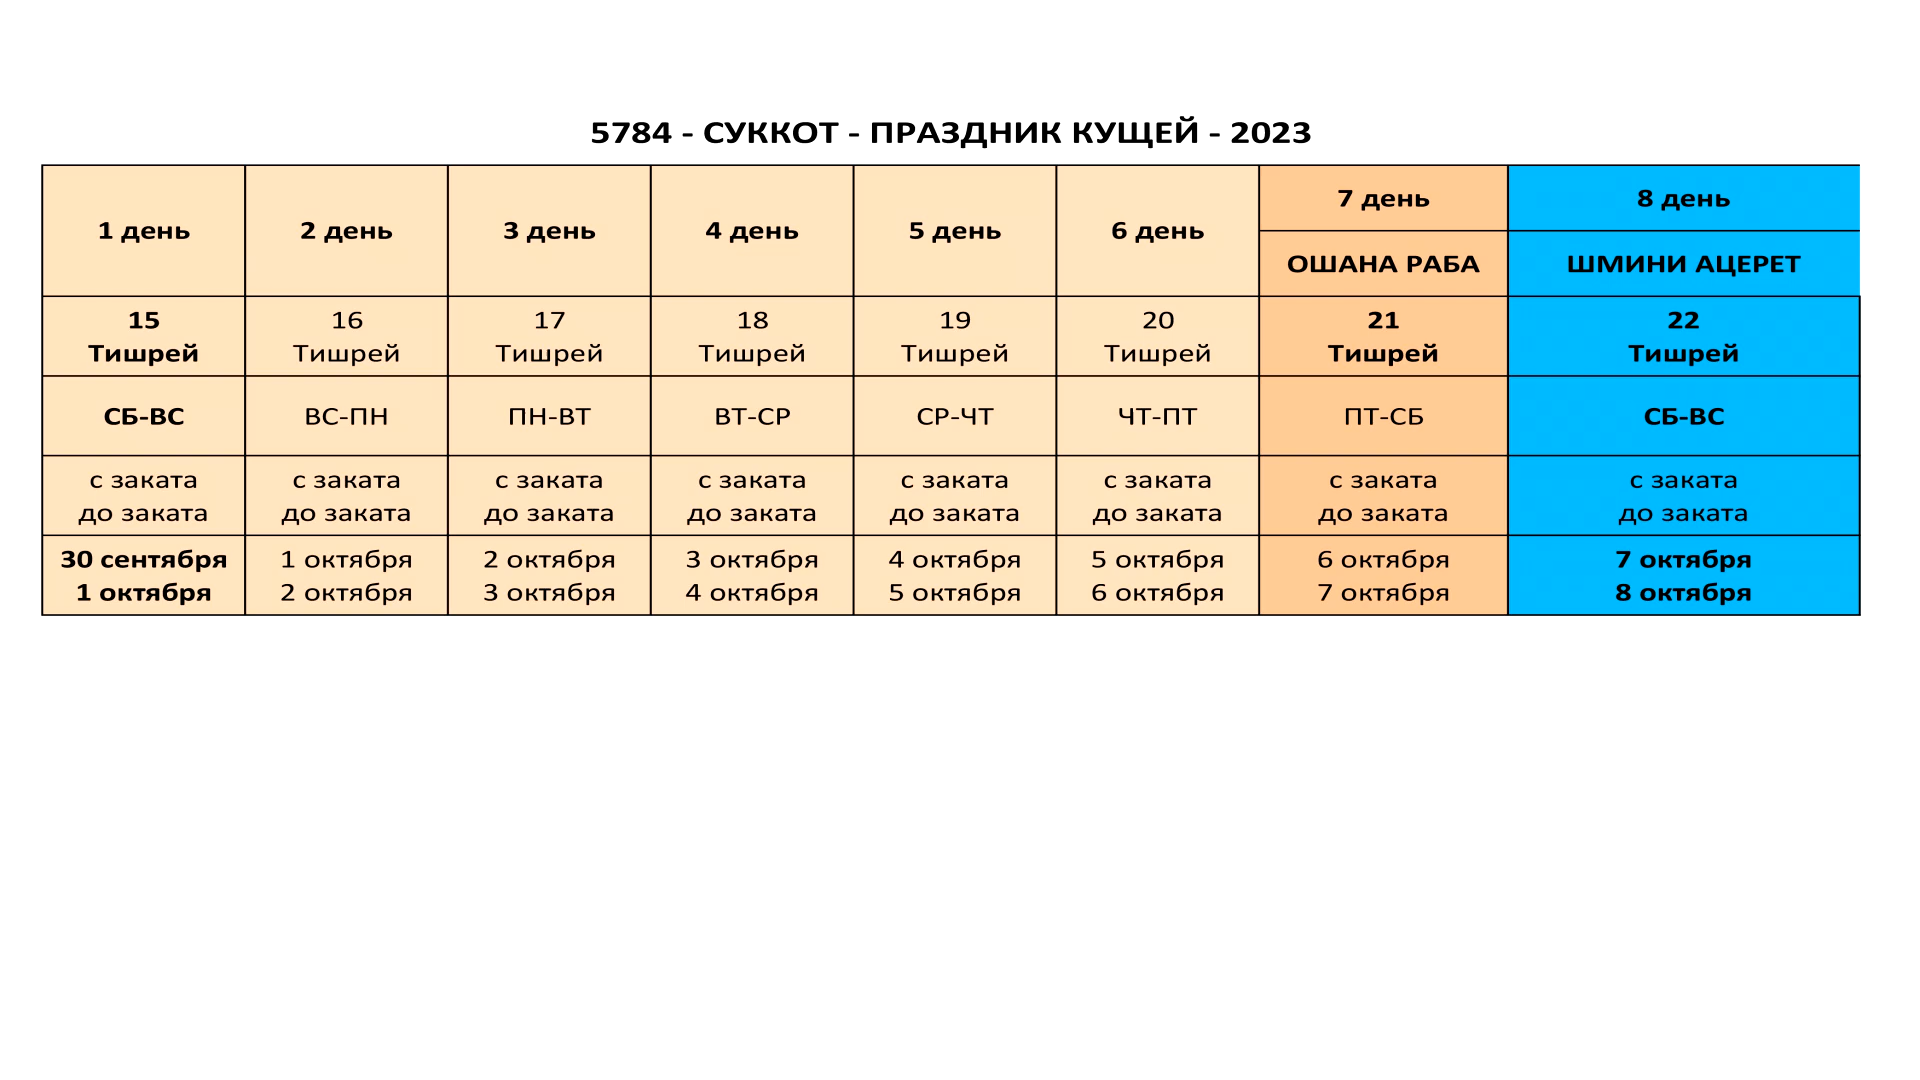 5784 - СУККОТ - ПРАЗДНИК КУЩЕЙ - 2023
1 день 2 день 3 день 4 день 5 день 6 день 7 день 8 день
ОШАНА РАБА ШМИНИ АЦЕРЕТ
15 16 17 18 19 20 21 22
Тишрей Тишрей Тишрей Тишрей Тишрей Тишрей Тишрей Тишрей
СБ-ВС ВС-ПН ПН-ВТ ВТ-СР СР-ЧТ ЧТ-ПТ ПТ-СБ СБ-ВС
с заката с заката с заката с заката с заката с заката с заката с заката
до заката до заката до заката до заката до заката до заката до заката до заката
30 сентября 1 октября 2 октября 3 октября 4 октября 5 октября 6 октября 7 октября
1 октября 2 октября 3 октября 4 октября 5 октября 6 октября 7 октября 8 октября